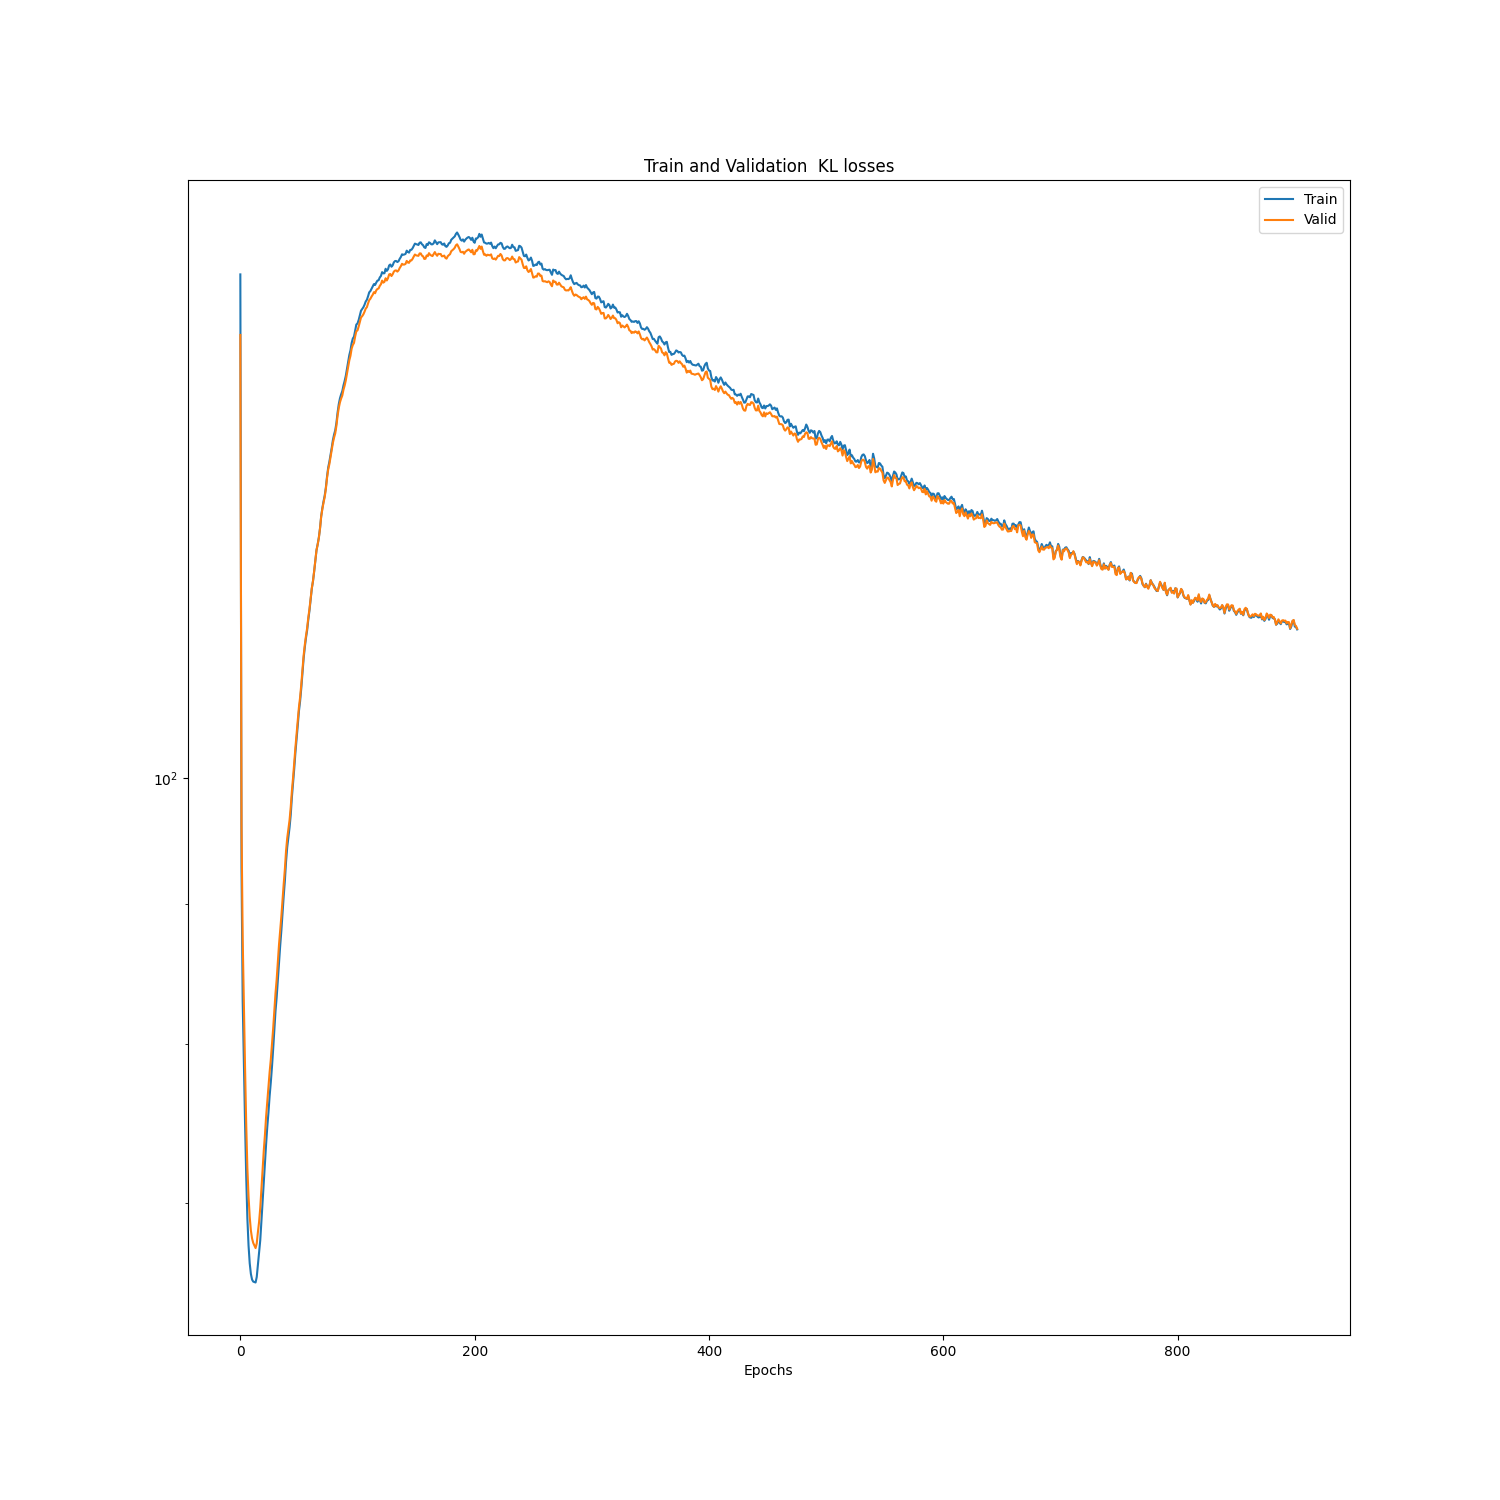 Train and Validation  KL losses
Train
Valid
10²
0 200 400 600 800
Epochs